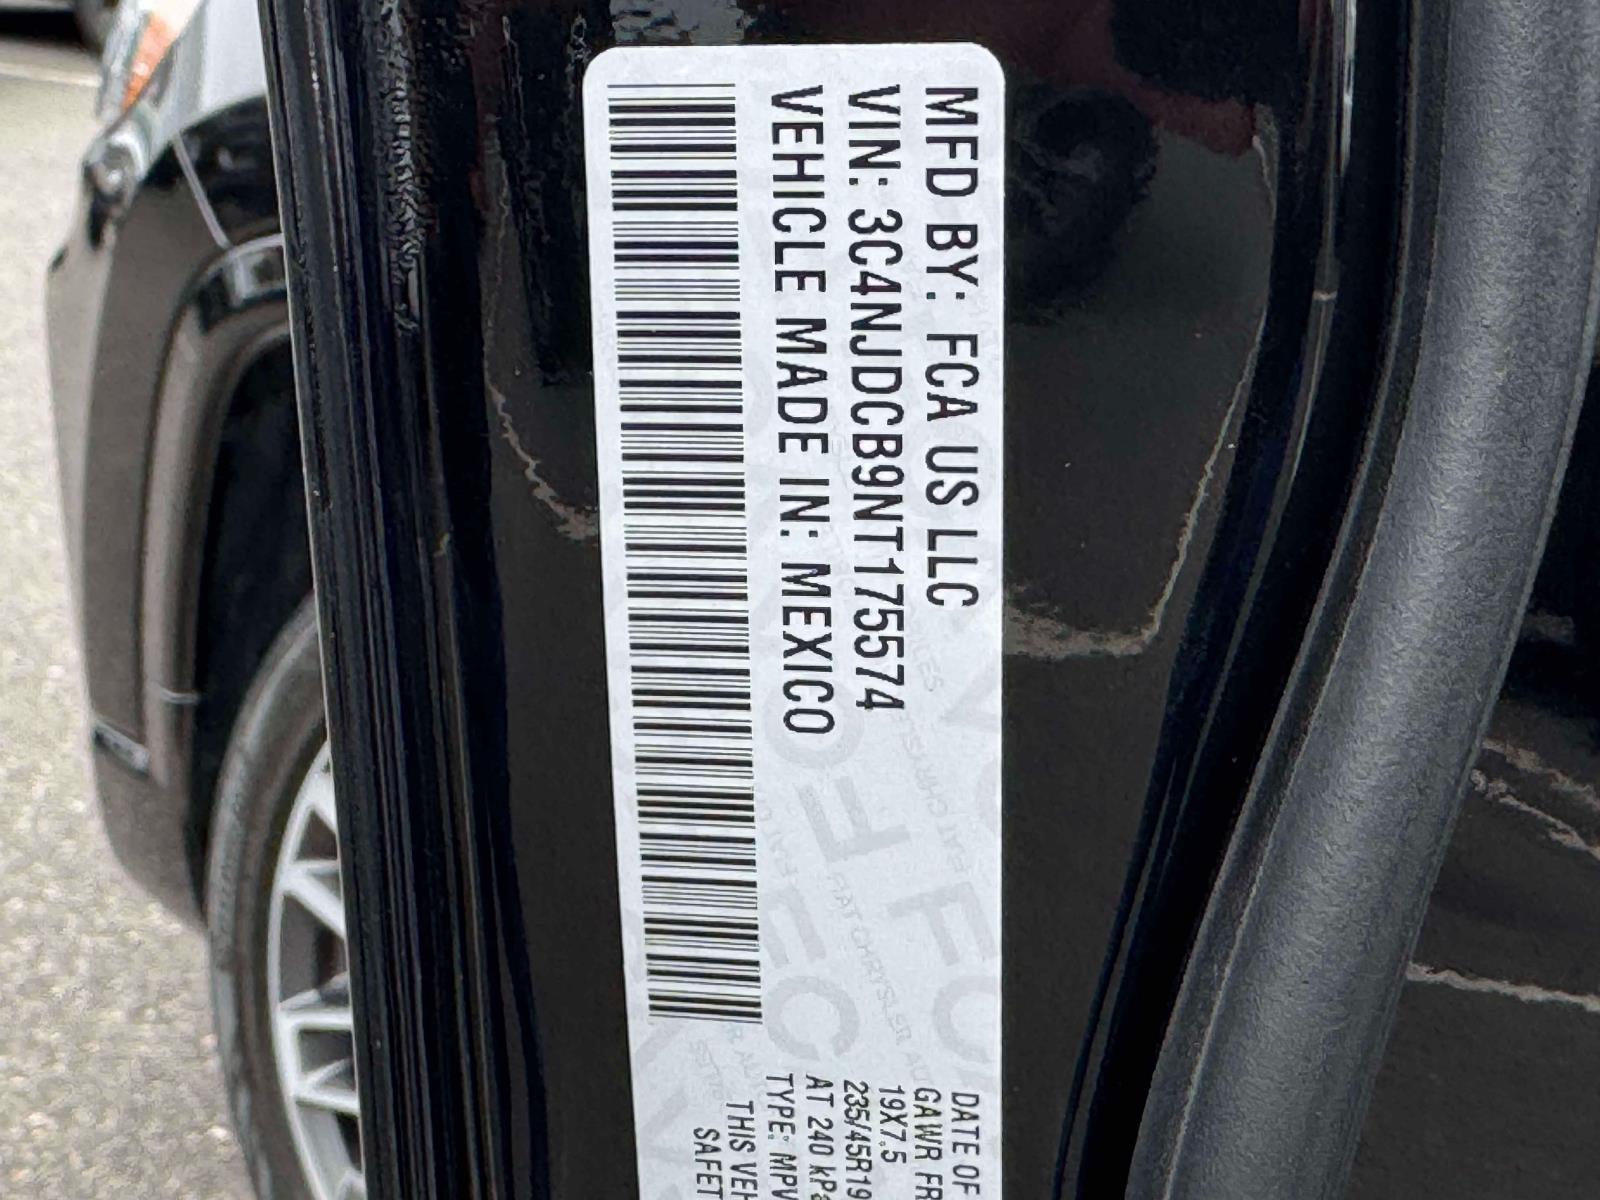 MFD BY: FCA US LLC
VIN: 3C4NJDCB9NT175574
VEHICLE MADE IN: MEXICO
DATE OF
GAWR FR
19X7.5
235/45R19
AT 240 kPa
TYPE: MPV
THIS VEH
SAFET